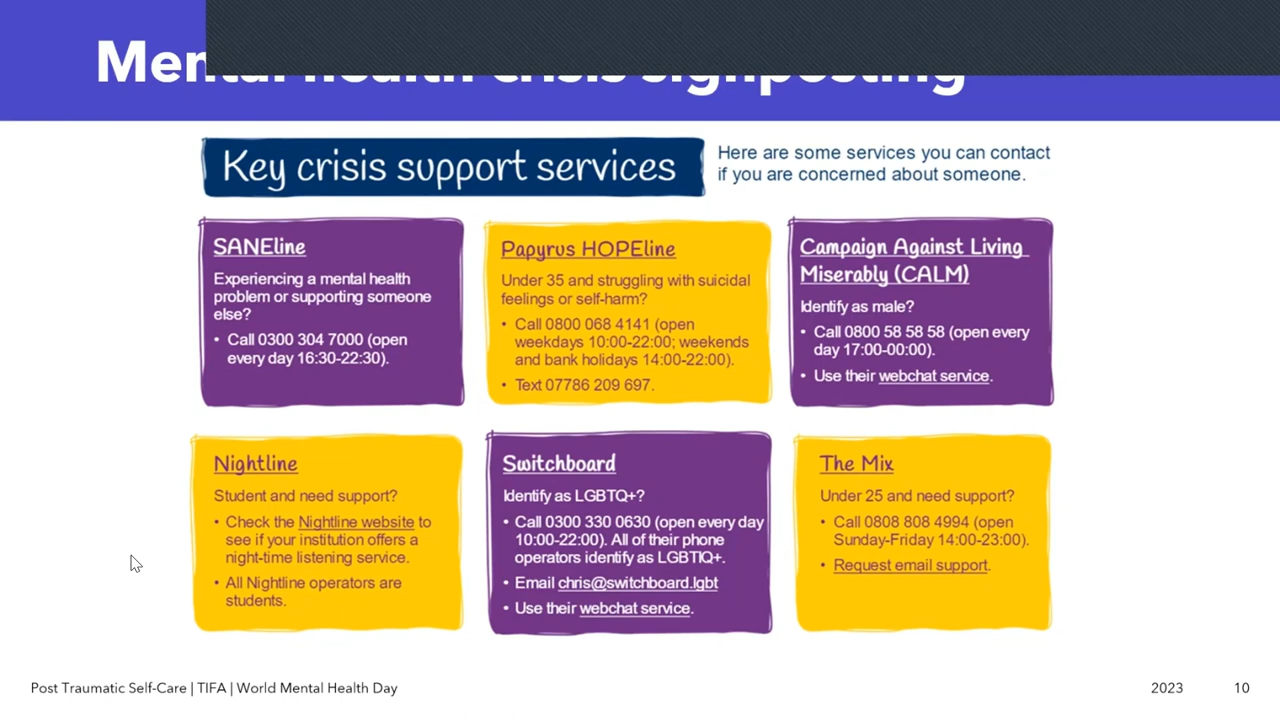 Mental health crisis signposting
Key crisis support services
Here are some services you can contact
if you are concerned about someone.
SANEline
Experiencing a mental health
problem or supporting someone
else?
• Call 0300 304 7000 (open
every day 16:30-22:30).
Papyrus HOPEline
Under 35 and struggling with suicidal
feelings or self-harm?
• Call 0800 068 4141 (open
weekdays 10:00-22:00; weekends
and bank holidays 14:00-22:00).
• Text 07786 209 697.
Campaign Against Living
Miserably (CALM)
Identify as male?
• Call 0800 58 58 58 (open every
day 17:00-00:00).
• Use their webchat service.
Nightline
Student and need support?
• Check the Nightline website to
see if your institution offers a
night-time listening service.
• All Nightline operators are
students.
Switchboard
Identify as LGBTQ+?
• Call 0300 330 0630 (open every day
10:00-22:00). All of their phone
operators identify as LGBTIQ+.
• Email chris@switchboard.lgbt
• Use their webchat service.
The Mix
Under 25 and need support?
• Call 0808 808 4994 (open
Sunday-Friday 14:00-23:00).
• Request email support.
Post Traumatic Self-Care | TIFA | World Mental Health Day
2023
10